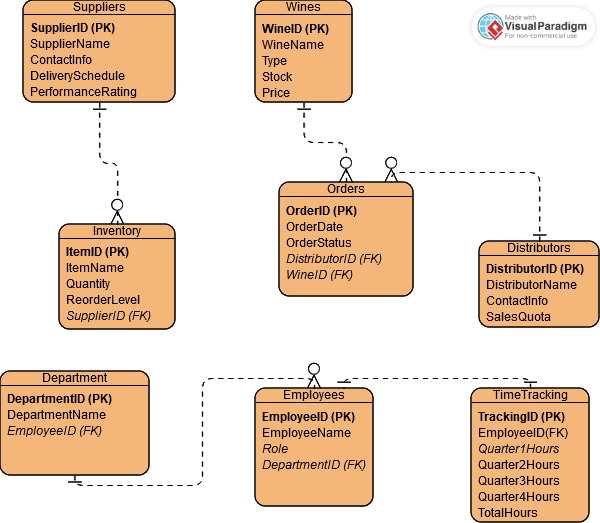 Suppliers
SupplierID (PK)
SupplierName
ContactInfo
DeliverySchedule
PerformanceRating
Wines
WineID (PK)
WineName
Type
Stock
Price
Made with
Visual Paradigm
For non-commercial use
Inventory
ItemID (PK)
ItemName
Quantity
ReorderLevel
SupplierID (FK)
Orders
OrderID (PK)
OrderDate
OrderStatus
DistributorID (FK)
WineID (FK)
Distributors
DistributorID (PK)
DistributorName
ContactInfo
SalesQuota
Department
DepartmentID (PK)
DepartmentName
EmployeeID (FK)
Employees
EmployeeID (PK)
EmployeeName
Role
DepartmentID (FK)
TimeTracking
TrackingID (PK)
EmployeeID(FK)
Quarter1Hours
Quarter2Hours
Quarter3Hours
Quarter4Hours
TotalHours